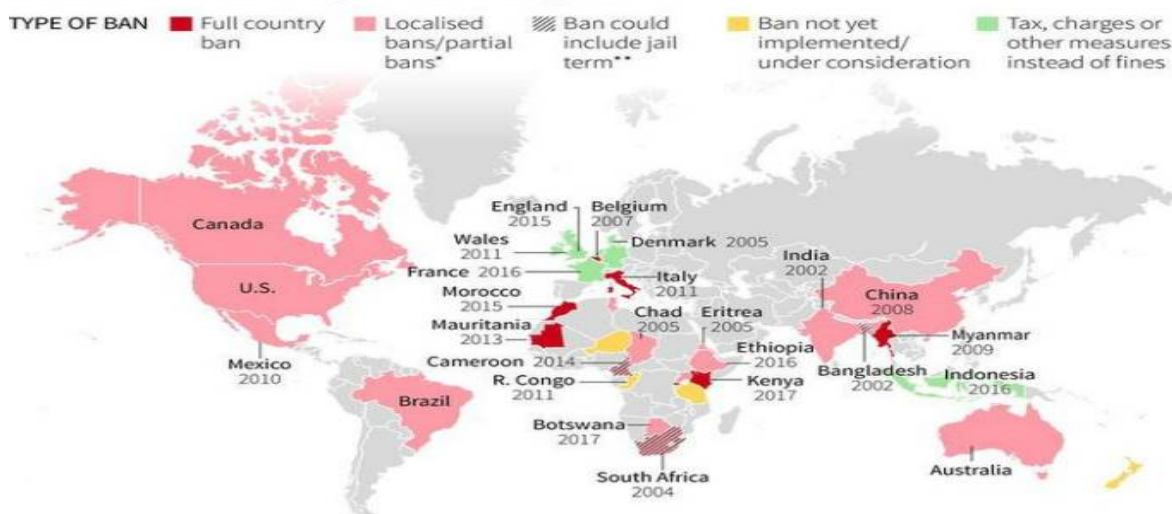 TYPE OF BAN
Full country
ban
Localised
bans/partial
bans*
Ban could
include jail
term**
Ban not yet
implemented/
under consideration
Tax, charges or
other measures
instead of fines
Canada
U.S.
Mexico
2010
Brazil
England
2015
Belgium
2007
Wales
2011
Denmark 2005
France 2016
Italy
2011
Morocco
2015
Mauritania
2013
Chad
2005
Eritrea
2005
Cameroon 2014
Ethiopia
2016
R. Congo
2011
Kenya
2017
Botswana
2017
South Africa
2004
India
2002
China
2008
Myanmar
2009
Bangladesh
2002
Indonesia
2016
Australia